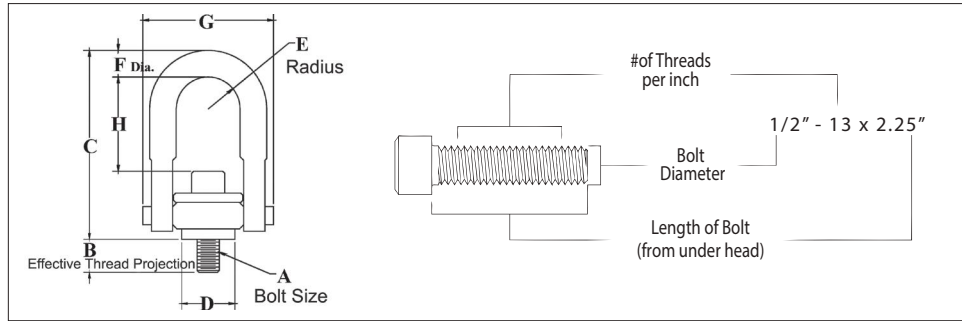 G
E
Radius
F Dia.
H
C
B
Effective Thread Projection
A
Bolt Size
D
#of Threads
per inch
1/2" - 13 x 2.25"
Bolt
Diameter
Length of Bolt
(from under head)